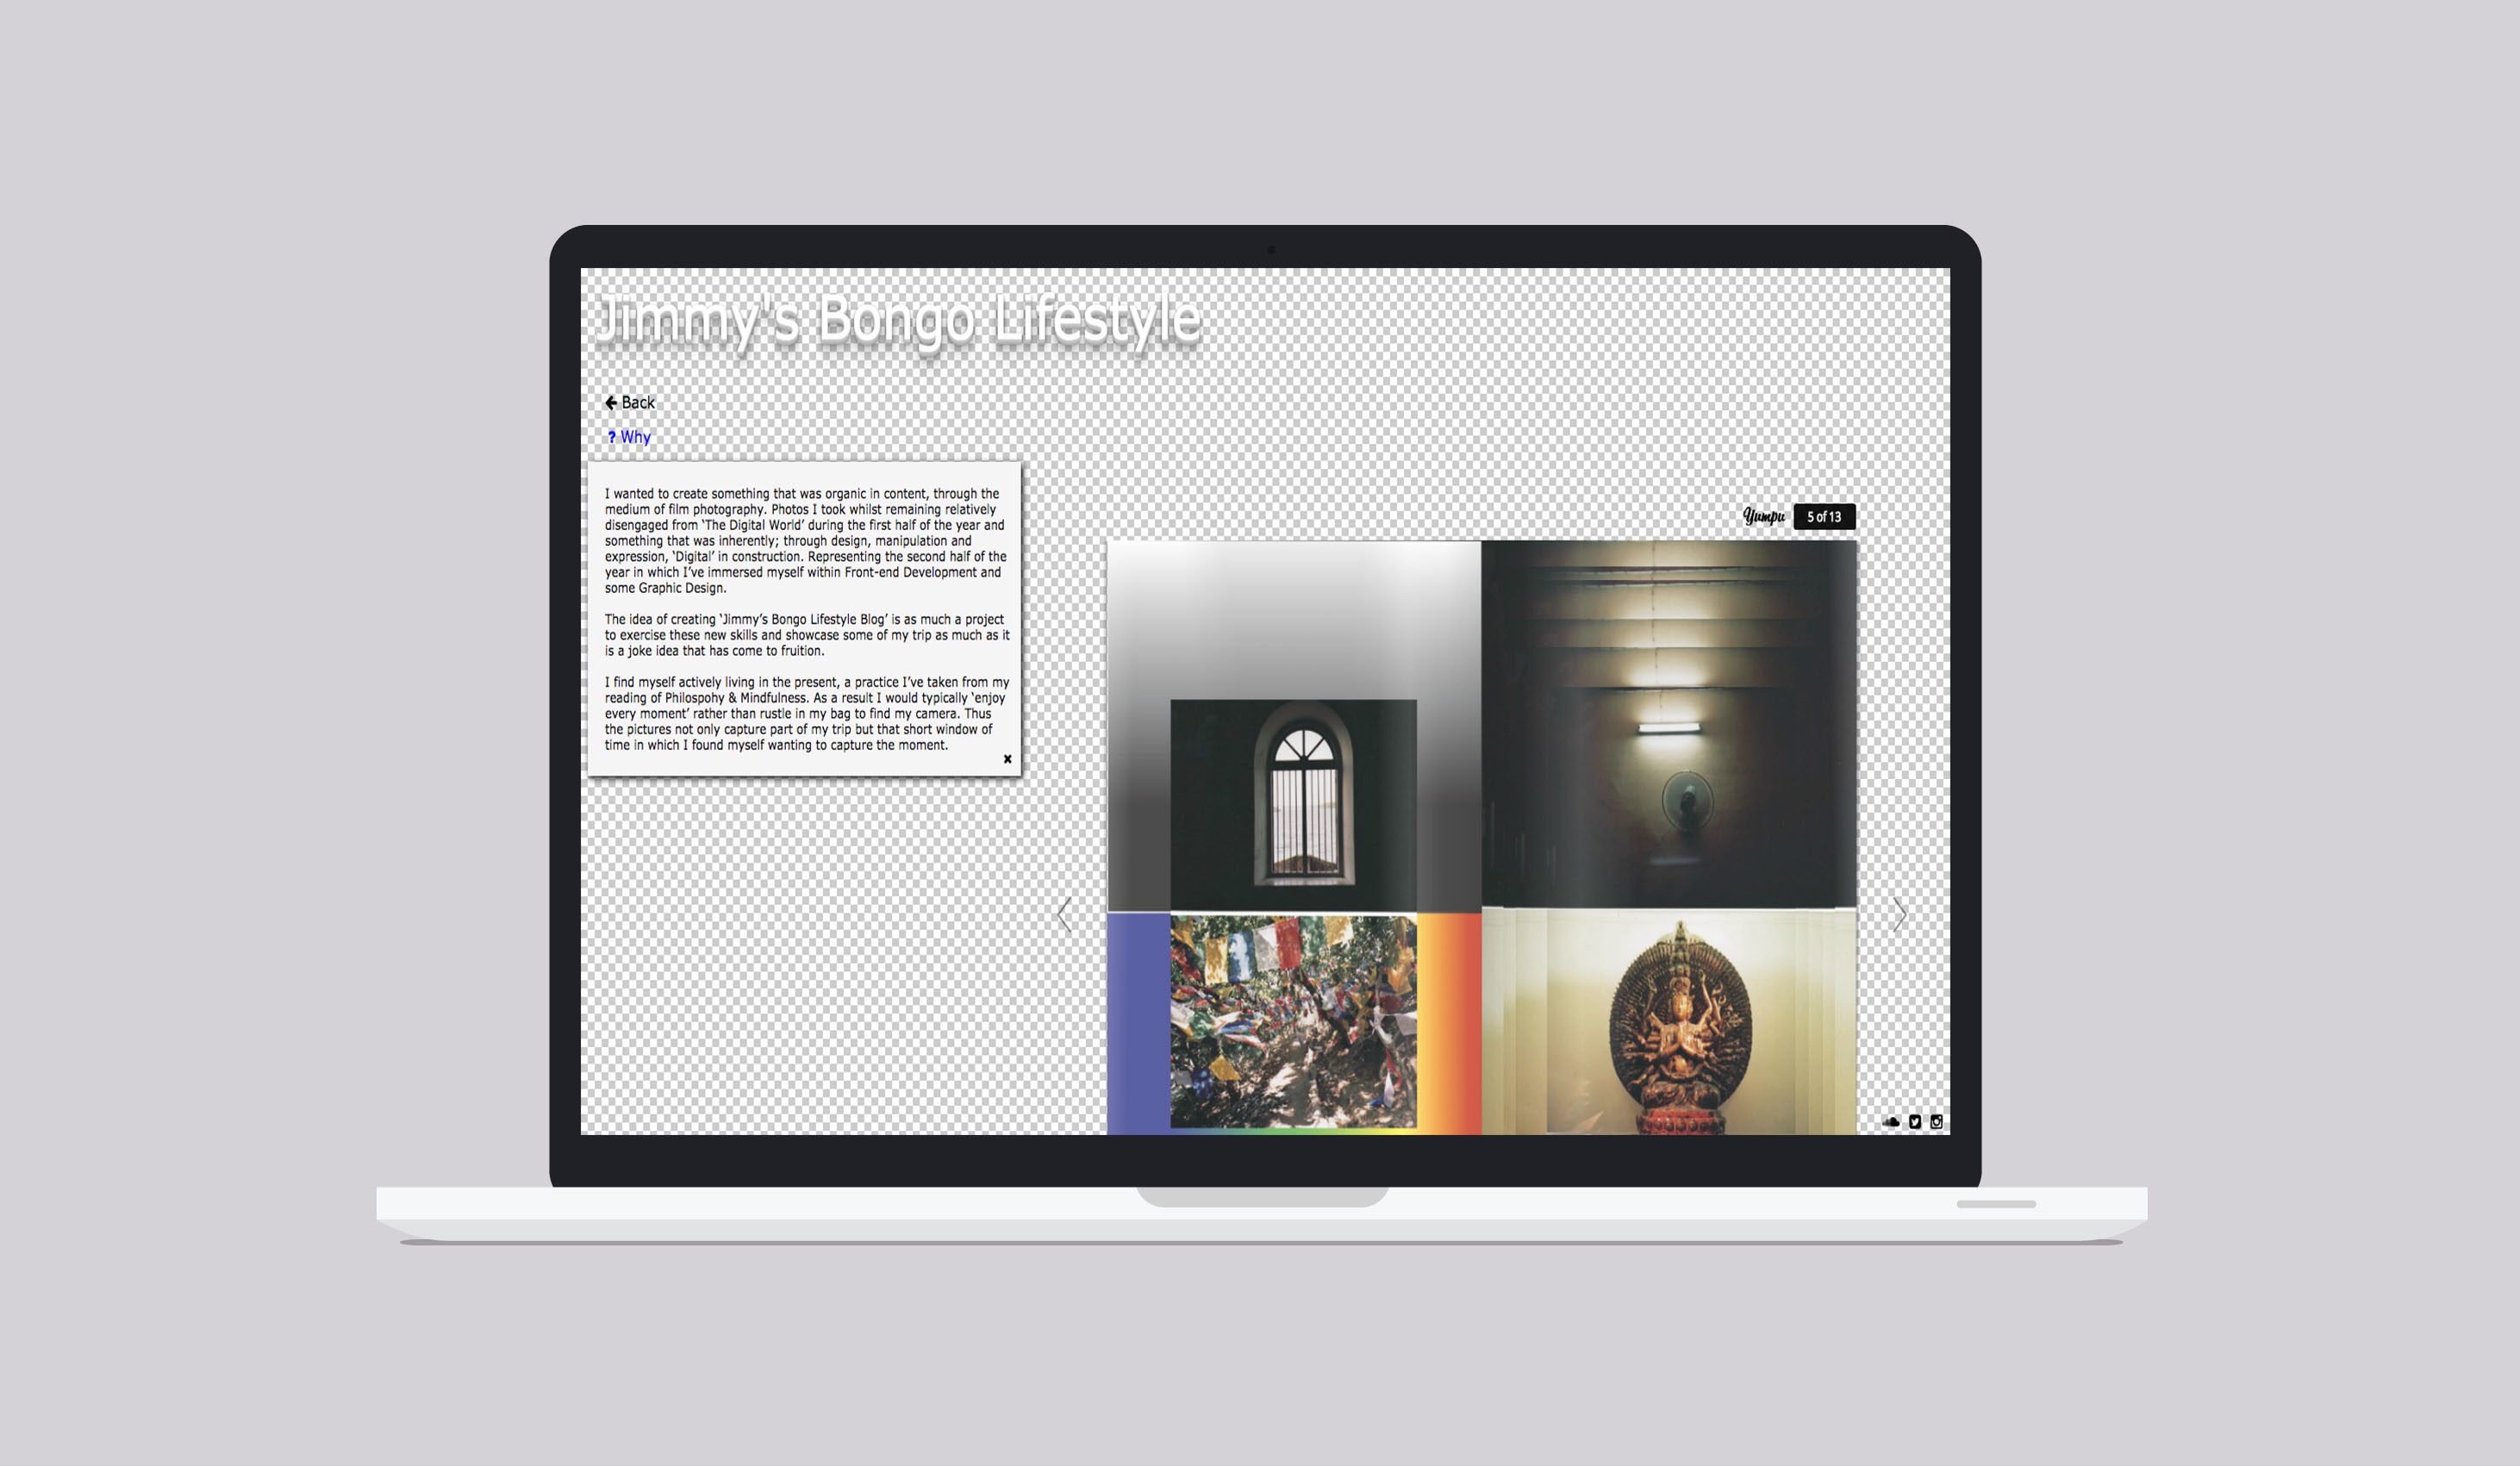 Jimmy's Bongo Lifestyle
Back
? Why
I wanted to create something that was organic in content, through the
medium of film photography. Photos I took whilst remaining relatively
disengaged from ‘The Digital World’ during the first half of the year and
something that was inherently; through design, manipulation and
expression, ‘Digital’ in construction. Representing the second half of the
year in which I’ve immersed myself within Front-end Development and
some Graphic Design.
The idea of creating ‘Jimmy’s Bongo Lifestyle Blog’ is as much a project
to exercise these new skills and showcase some of my trip as much as it
is a joke idea that has come to fruition.
I find myself actively living in the present, a practice I’ve taken from my
reading of Philospohy & Mindfulness. As a result I would typically ‘enjoy
every moment’ rather than rustle in my bag to find my camera. Thus
the pictures not only capture part of my trip but that short window of
time in which I found myself wanting to capture the moment.
Yumpu 5 of 13